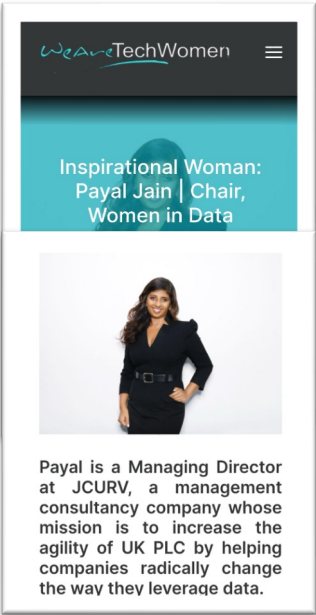 WeAreTechWomen
Inspirational Woman:
Payal Jain | Chair,
Women in Data
Payal is a Managing Director
at JCURV, a management
consultancy company whose
mission is to increase the
agility of UK PLC by helping
companies radically change
the way they leverage data.